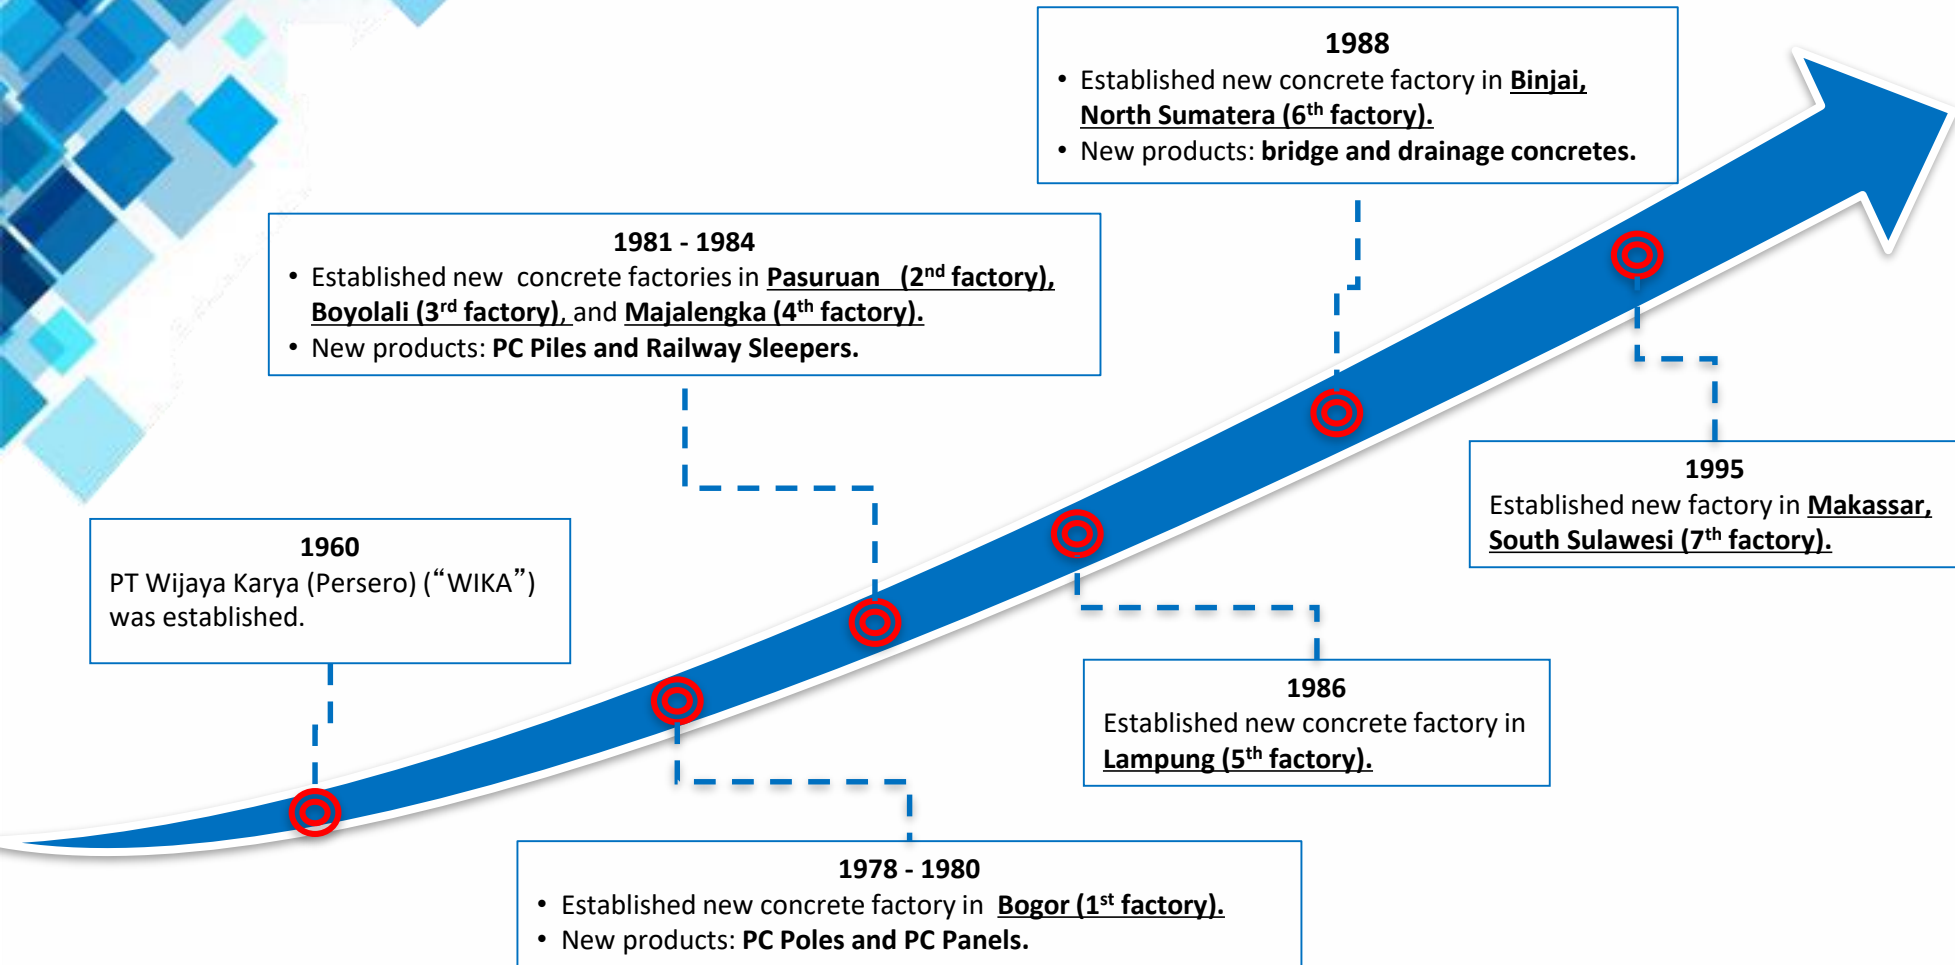 1988
• Established new concrete factory in Binjai,
North Sumatera (6th factory).
• New products: bridge and drainage concretes.
1981 - 1984
• Established new concrete factories in Pasuruan (2nd factory),
Boyolali (3rd factory), and Majalengka (4th factory).
• New products: PC Piles and Railway Sleepers.
1995
Established new factory in Makassar,
South Sulawesi (7th factory).
1960
PT Wijaya Karya (Persero) (“WIKA”)
was established.
1986
Established new concrete factory in
Lampung (5th factory).
1978 - 1980
• Established new concrete factory in Bogor (1st factory).
• New products: PC Poles and PC Panels.